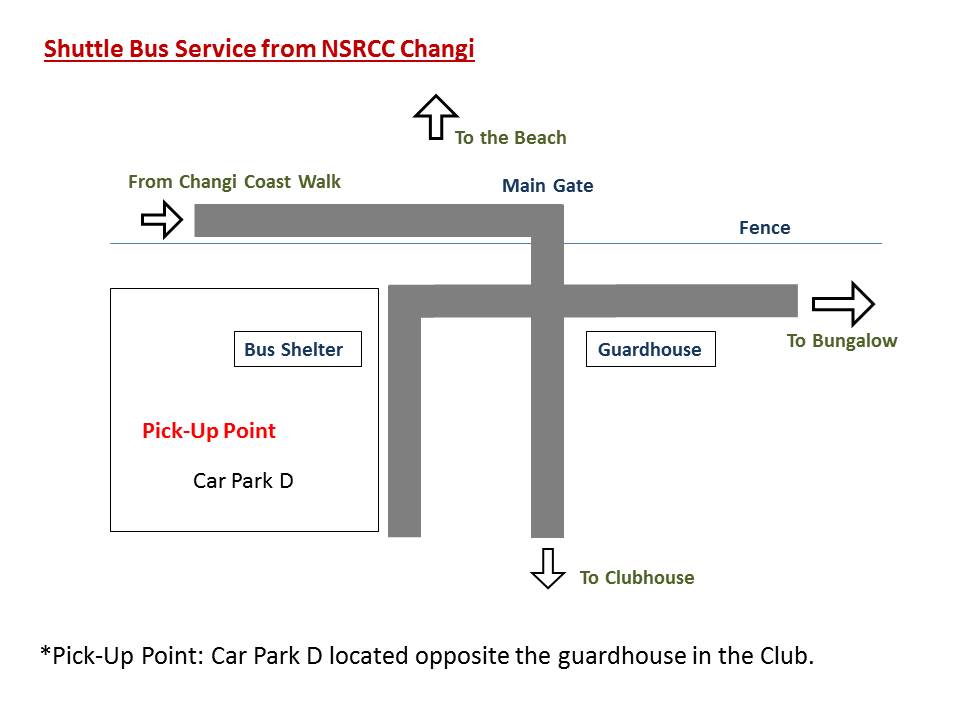 Shuttle Bus Service from NSRCC Changi
To the Beach
From Changi Coast Walk
Main Gate
Fence
Bus Shelter
Guardhouse
To Bungalow
Pick-Up Point
Car Park D
To Clubhouse
*Pick-Up Point: Car Park D located opposite the guardhouse in the Club.